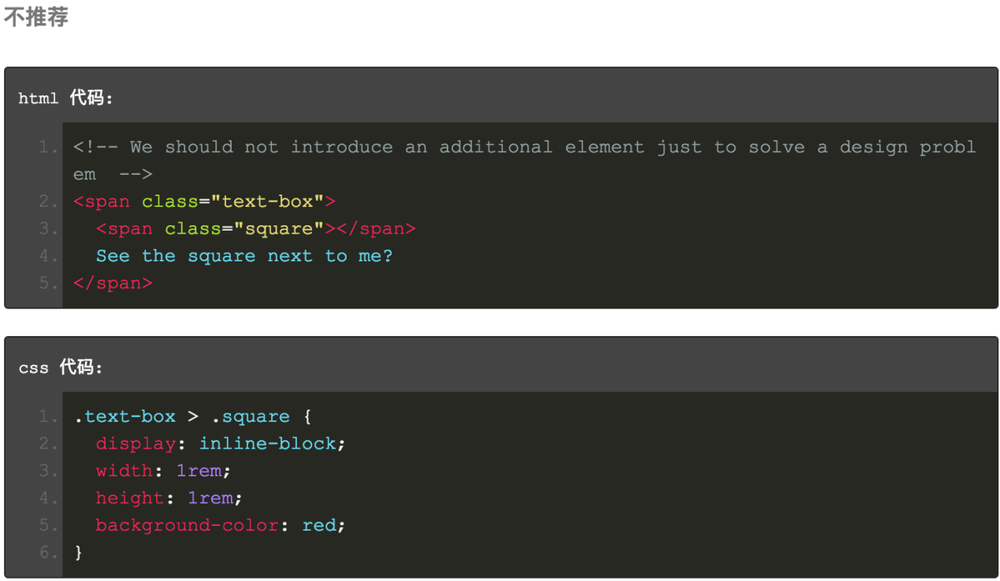 不推荐
html 代码:
1. <!-- We should not introduce an additional element just to solve a design probl
em  -->
2. <span class="text-box">
3.   <span class="square"></span>
4.   See the square next to me?
5. </span>
css 代码:
1. .text-box > .square {
2.   display: inline-block;
3.   width: 1rem;
4.   height: 1rem;
5.   background-color: red;
6. }